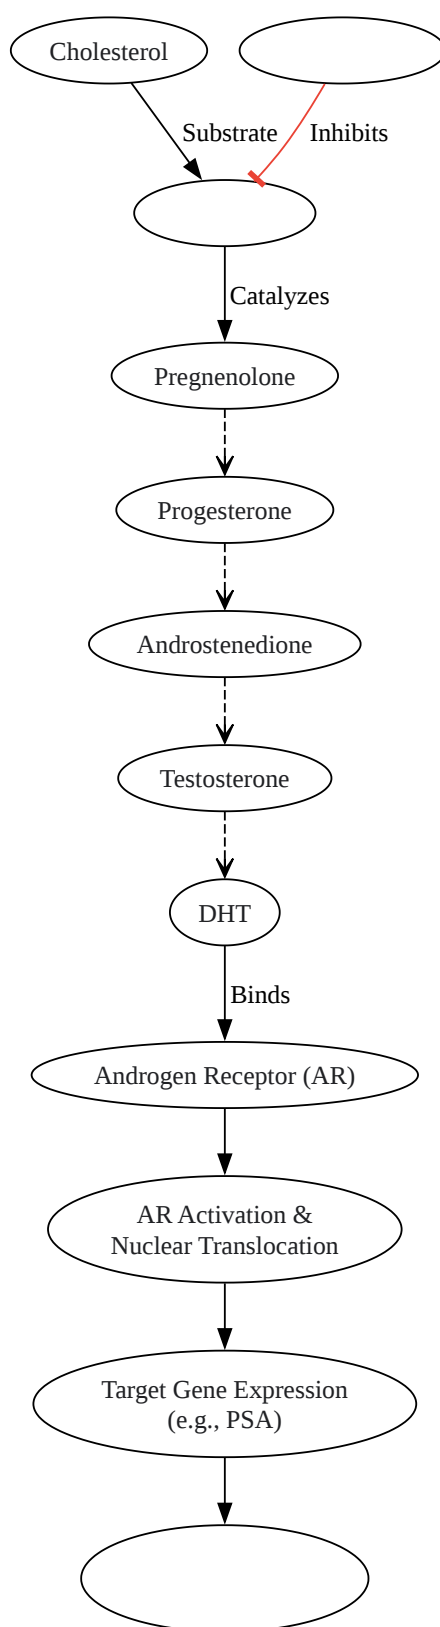 Cholesterol
Substrate
Inhibits
Catalyzes
Pregnenolone
Progesterone
Androstenedione
Testosterone
DHT
Binds
Androgen Receptor (AR)
AR Activation &
Nuclear Translocation
Target Gene Expression
(e.g., PSA)